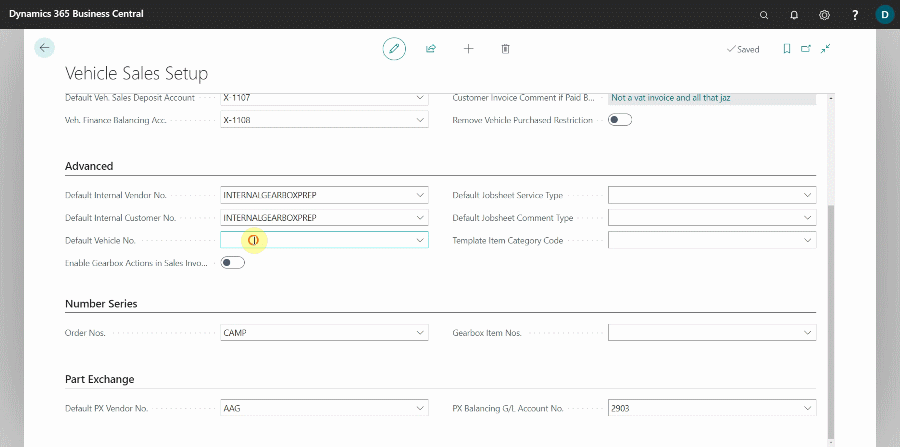 Dynamics 365 Business Central
?
D
Saved
Vehicle Sales Setup
Default Veh. Sales Deposit Account X-1107 Customer Invoice Comment if Paid B... Not a vat invoice and all that jaz
Veh. Finance Balancing Acc. X-1108 Remove Vehicle Purchased Restriction
Advanced
Default Internal Vendor No. INTERNALGEARBOXPREP Default Jobsheet Service Type
Default Internal Customer No. INTERNALGEARBOXPREP Default Jobsheet Comment Type
Default Vehicle No. Template Item Category Code
Enable Gearbox Actions in Sales Invo...
Number Series
Order Nos. CAMP Gearbox Item Nos.
Part Exchange
Default PX Vendor No. AAG PX Balancing G/L Account No. 2903